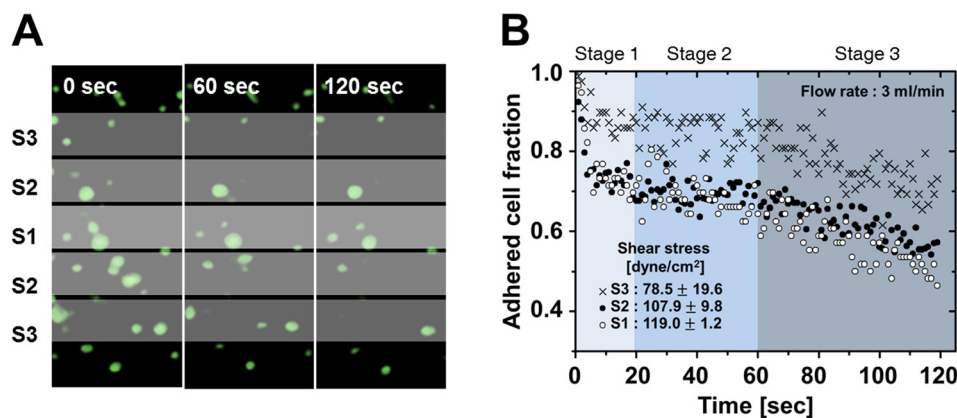 A
0 sec 60 sec 120 sec
S3
S2
S1
S2
S3
B
Stage 1 Stage 2 Stage 3
Flow rate : 3 ml/min
Adhered cell fraction
1.0
0.8
0.6
0.4
Shear stress
[dyne/cm²]
× S3 : 78.5 ± 19.6
● S2 : 107.9 ± 9.8
○ S1 : 119.0 ± 1.2
0 20 40 60 80 100 120
Time [sec]